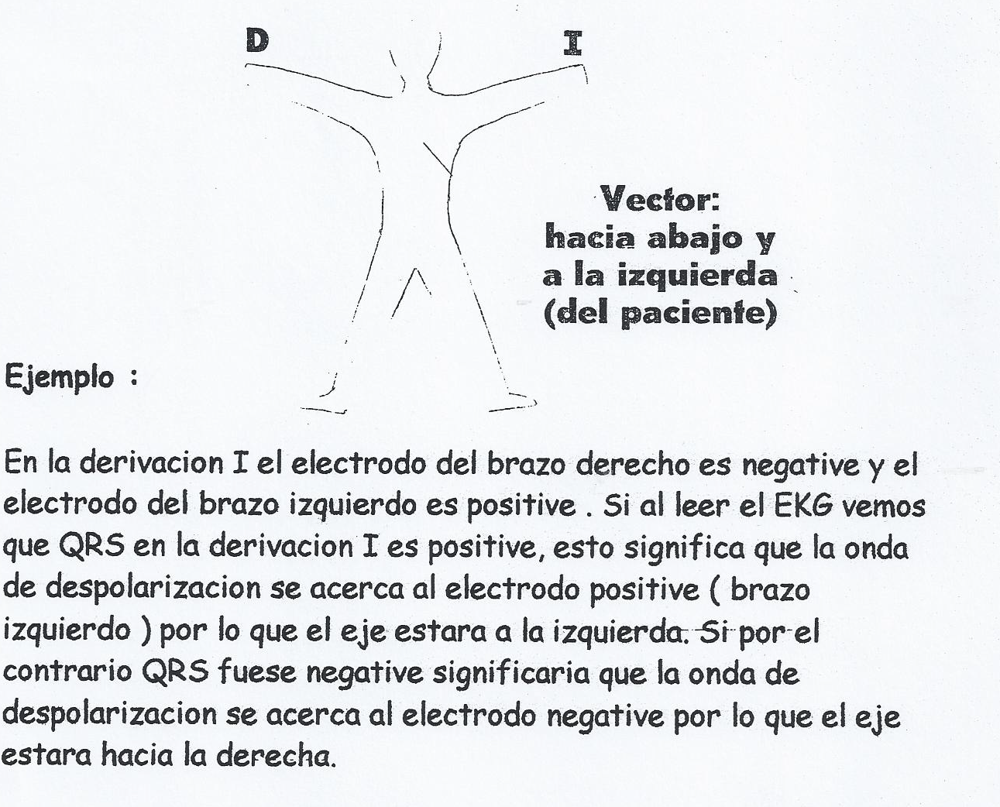 D
I
Vector:
hacia abajo y
a la izquierda
(del paciente)
Ejemplo :
En la derivacion I el electrodo del brazo derecho es negative y el
electrodo del brazo izquierdo es positive . Si al leer el EKG vemos
que QRS en la derivacion I es positive, esto significa que la onda
de despolarizacion se acerca al electrodo positive ( brazo
izquierdo ) por lo que el eje estara a la izquierda. Si por el
contrario QRS fuese negative significaria que la onda de
despolarizacion se acerca al electrodo negative por lo que el eje
estara hacia la derecha.